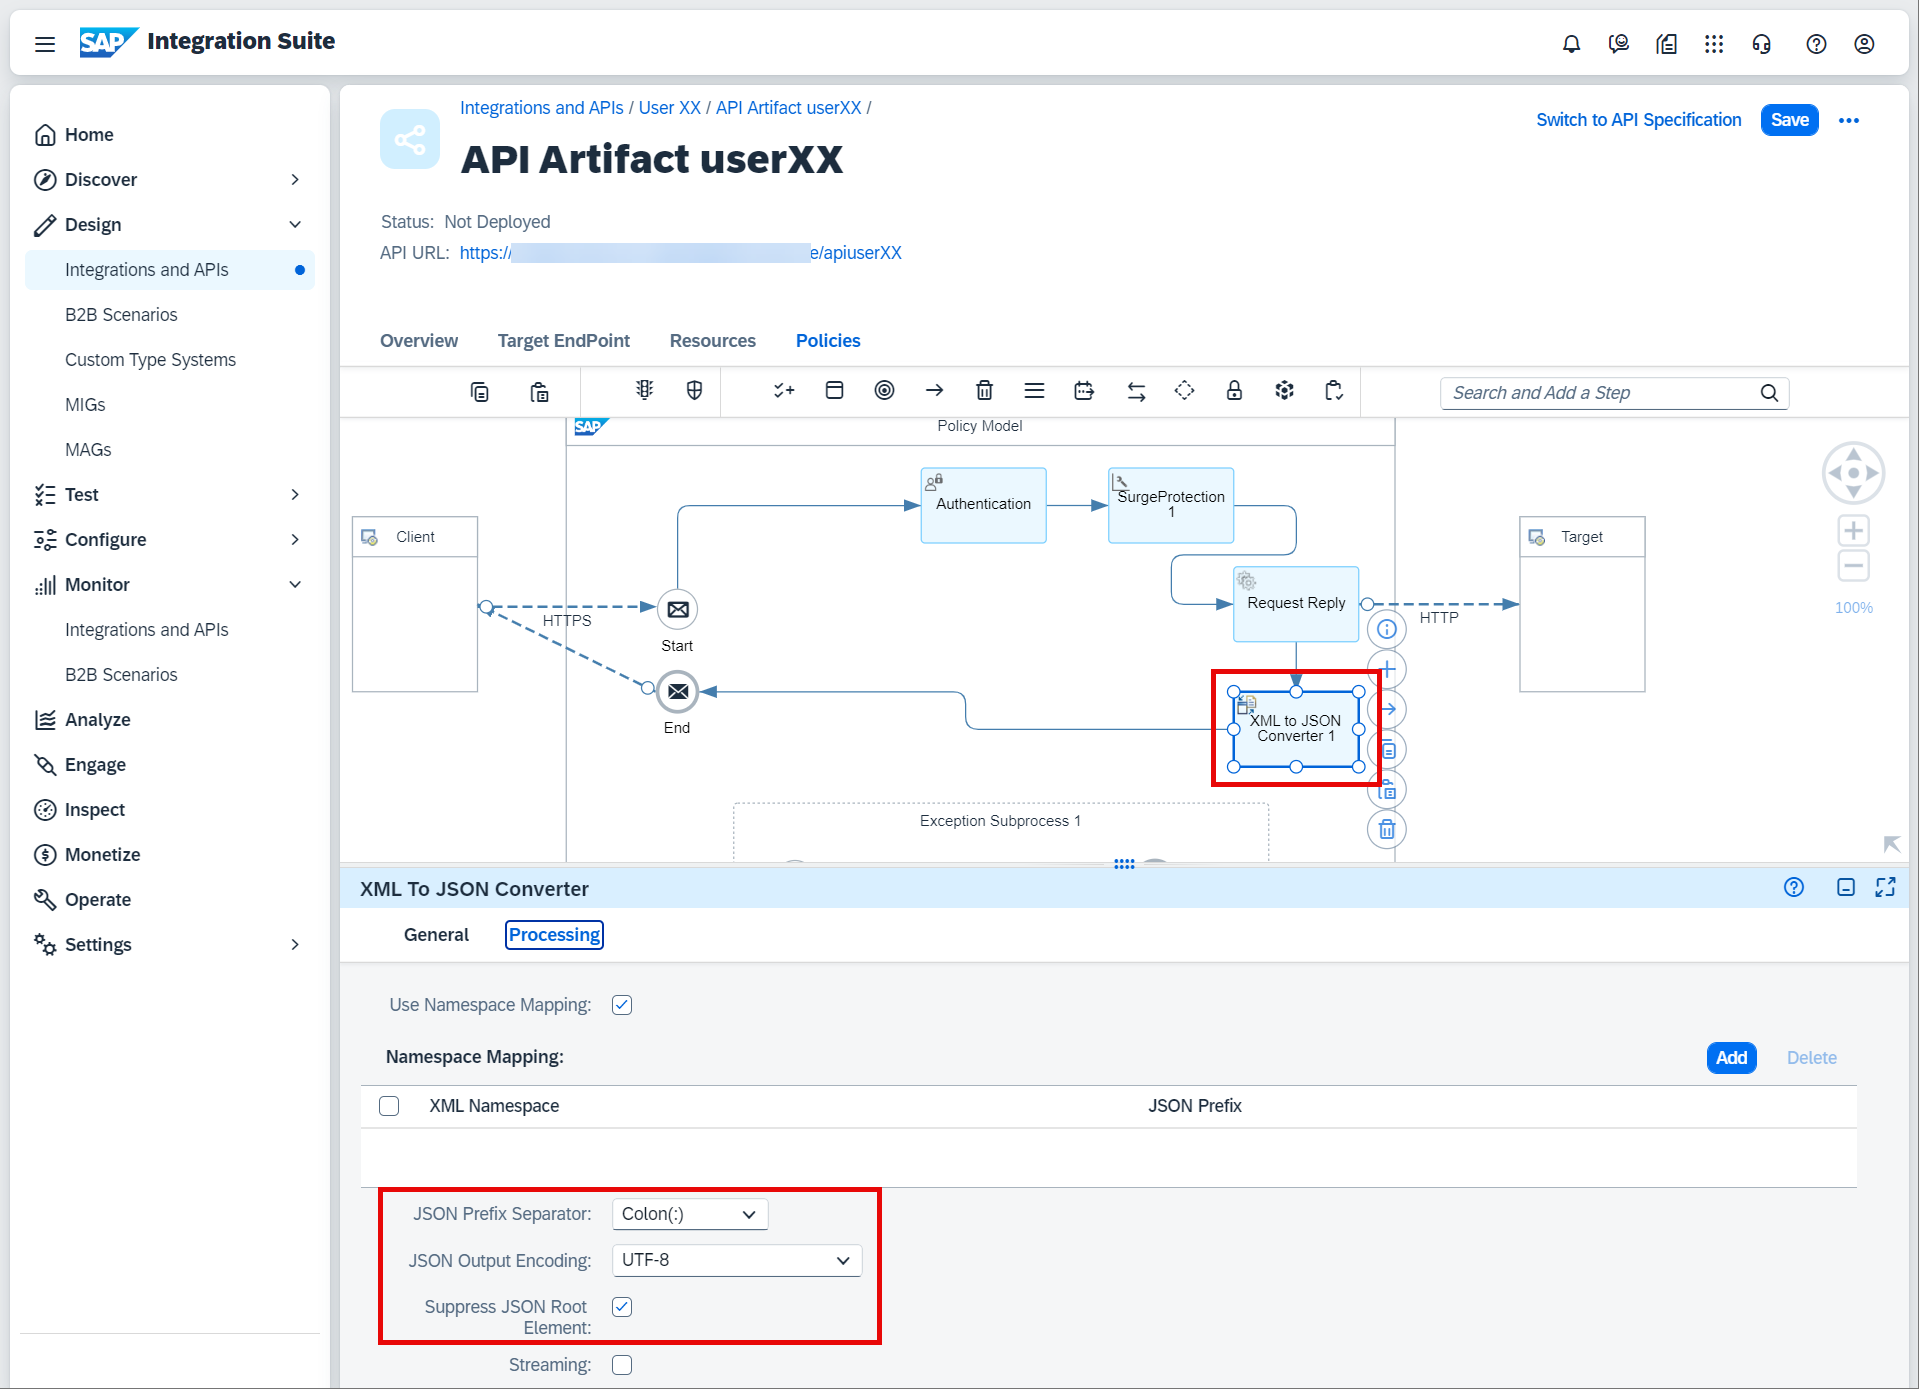 SAP Integration Suite
Home
Discover
Design
Integrations and APIs
B2B Scenarios
Custom Type Systems
MIGs
MAGs
Test
Configure
Monitor
Integrations and APIs
B2B Scenarios
Analyze
Engage
Inspect
Monetize
Operate
Settings
Integrations and APIs / User XX / API Artifact userXX /
Switch to API Specification Save
API Artifact userXX
Status: Not Deployed
API URL: https:// e/apiuserXX
Overview Target EndPoint Resources Policies
Search and Add a Step
SAP Policy Model
Authentication
SurgeProtection
1
Client
Target
Request Reply
HTTPS
HTTP
Start
XML to JSON
Converter 1
End
100%
Exception Subprocess 1
XML To JSON Converter
General Processing
Use Namespace Mapping:
Namespace Mapping: Add Delete
XML Namespace JSON Prefix
JSON Prefix Separator: Colon(:)
JSON Output Encoding: UTF-8
Suppress JSON Root
Element:
Streaming: